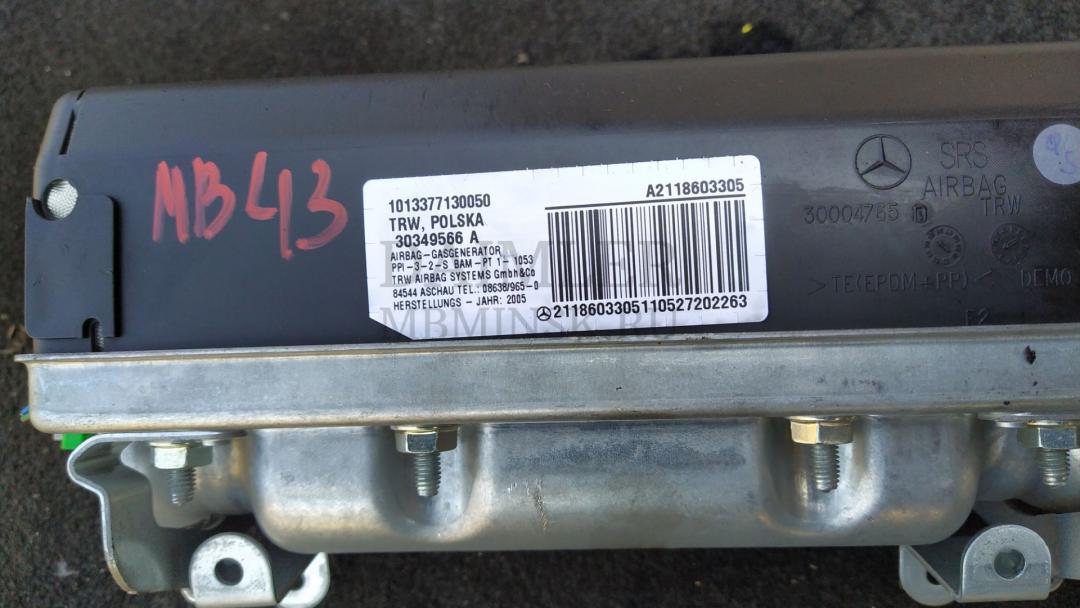 MB43
1013377130050
TRW, POLSKA
30349566 A
AIRBAG-GASGENERATOR
PPI-3-2-S BAM-PT 1-1053
TRW AIRBAG SYSTEMS GmbH&Co
84544 ASCHAU TEL.: 08638/965-0
HERSTELLUNGS - JAHR: 2005
A2118603305
2118603305110527202263
SRS
AIRBAG
TRW
30004765
>TE(EPDM+PP)<
DEMO
MBMINSK.BY